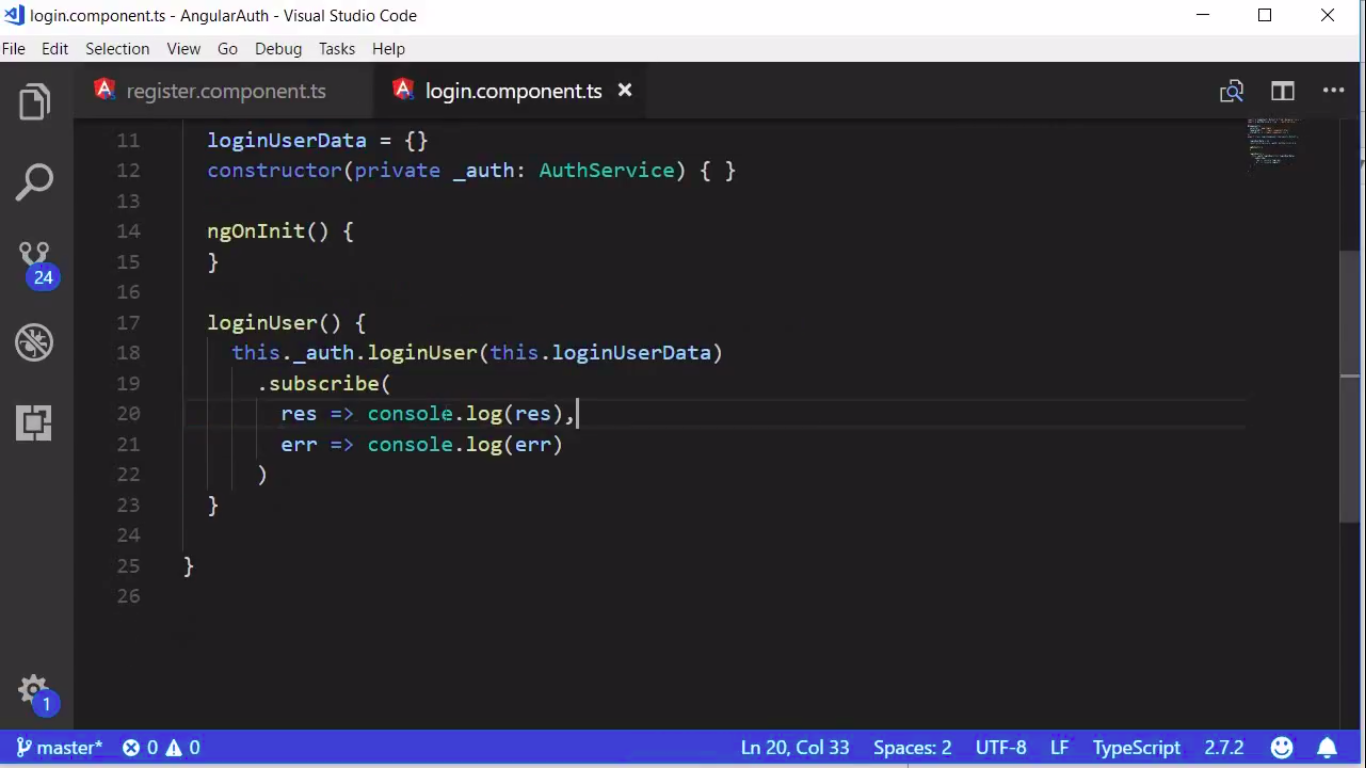 login.component.ts - AngularAuth - Visual Studio Code
File Edit Selection View Go Debug Tasks Help
register.component.ts login.component.ts
11 loginUserData = {}
12 constructor(private _auth: AuthService) { }
13
14 ngOnInit() {
15 }
16
17 loginUser() {
18 this._auth.loginUser(this.loginUserData)
19 .subscribe(
20 res => console.log(res),
21 err => console.log(err)
22 )
23 }
24
25 }
26
24
1
master* 0 0 Ln 20, Col 33 Spaces: 2 UTF-8 LF TypeScript 2.7.2